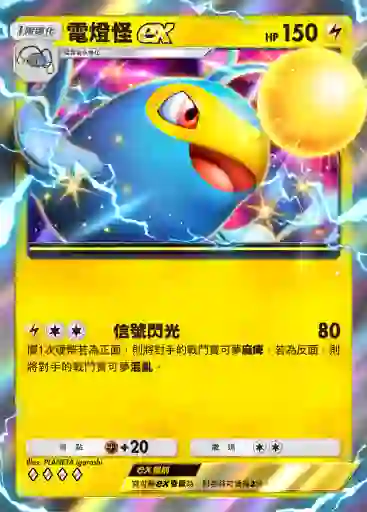 1階進化
電燈怪ex
HP 150
信號閃光 80
擲1次硬幣若為正面,則將對手的戰鬥寶可夢麻痺。若為反面,則
將對手的戰鬥寶可夢混亂。
弱點 +20
撤退
Illus. PLANETA Igarashi
ex規則